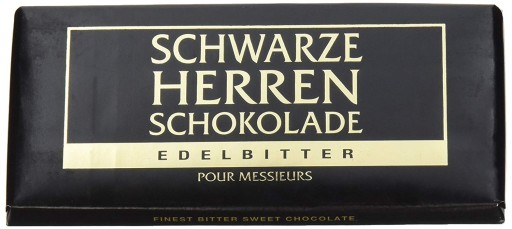 SCHWARZE
HERREN
SCHOKOLADE
EDELBITTER
POUR MESSIEURS
FINEST BITTER SWEET CHOCOLATE